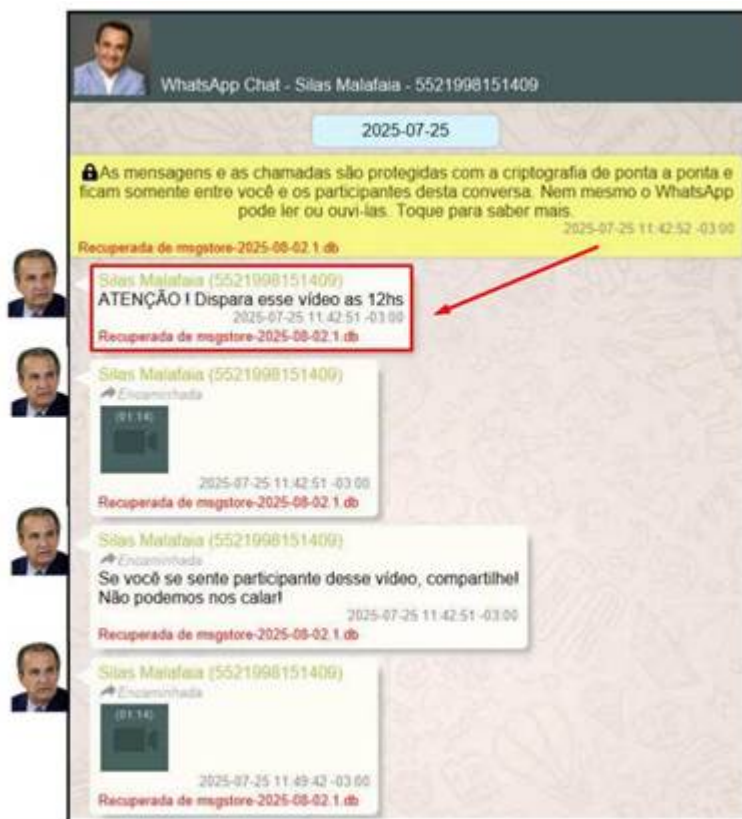 WhatsApp Chat - Silas Malafaia - 5521998151409
2025-07-25
As mensagens e as chamadas são protegidas com a criptografia de ponta a ponta e
ficam somente entre você e os participantes desta conversa. Nem mesmo o WhatsApp
pode ler ou ouvi-las. Toque para saber mais.
2025-07-25 11:42:52 -03:00
Recuperada de msgstore-2025-08-02.1.db
Silas Malafaia (5521998151409)
ATENÇÃO ! Dispara esse vídeo as 12hs
2025-07-25 11:42:51 -03:00
Recuperada de msgstore-2025-08-02.1.db
Silas Malafaia (5521998151409)
Encaminhada
(01:14)
2025-07-25 11:42:51 -03:00
Recuperada de msgstore-2025-08-02.1.db
Silas Malafaia (5521998151409)
Encaminhada
Se você se sente participante desse vídeo, compartilhe!
Não podemos nos calar!
2025-07-25 11:42:51 -03:00
Recuperada de msgstore-2025-08-02.1.db
Silas Malafaia (5521998151409)
Encaminhada
(01:14)
2025-07-25 11:49:42 -03:00
Recuperada de msgstore-2025-08-02.1.db